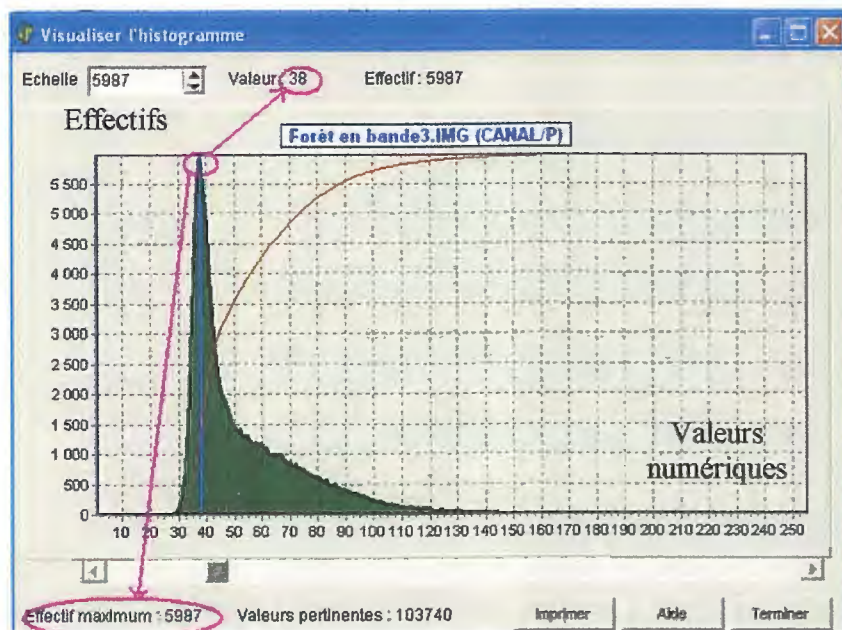 Visualiser l'histogramme
Echelle 5987 Valeur : 38 Effectif : 5987
Effectifs
Forêt en bande3.IMG (CANAL/P)
5 500
5 000
4 500
4 000
3 500
3 000
2 500
2 000
1 500
1 000
500
0
Valeurs
numériques
10 20 30 40 50 60 70 80 90 100 110 120 130 140 150 160 170 180 190 200 210 220 230 240 250
Effectif maximum : 5987 Valeurs pertinentes : 103740 Imprimer Aide Terminer